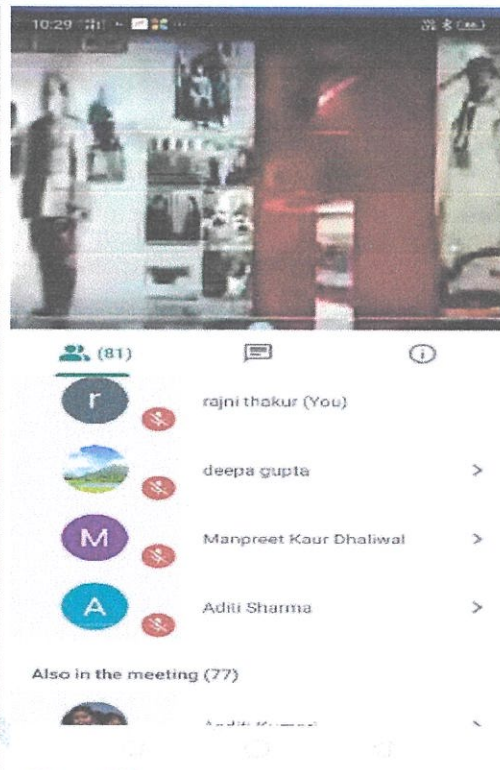 10:29
(81)
r
rajni thakur (You)
deepa gupta
M
Manpreet Kaur Dhaliwal
A
Aditi Sharma
Also in the meeting (77)